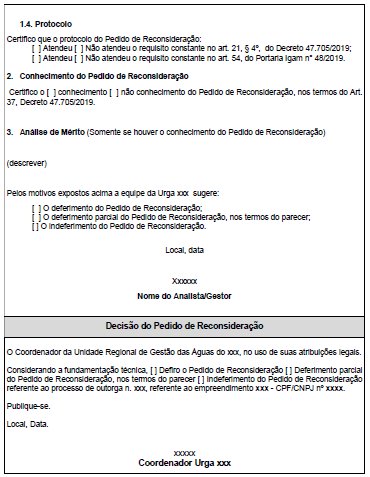 1.4. Protocolo
Certifico que o protocolo do Pedido de Reconsideração:
[ ] Atendeu [ ] Não atendeu o requisito constante no art. 21, § 4º, do Decreto 47.705/2019;
[ ] Atendeu [ ] Não atendeu o requisito constante no art. 54, do Portaria Igam n° 48/2019.
2. Conhecimento do Pedido de Reconsideração
Certifico o [ ] conhecimento [ ] não conhecimento do Pedido de Reconsideração, nos termos do Art.
37, Decreto 47.705/2019.
3. Análise de Mérito (Somente se houver o conhecimento do Pedido de Reconsideração)
(descrever)
Pelos motivos expostos acima a equipe da Urga xxx sugere:
[ ] O deferimento do Pedido de Reconsideração;
[ ] O deferimento parcial do Pedido de Reconsideração, nos termos do parecer;
[ ] O Indeferimento do Pedido de Reconsideração.
Local, data
Xxxxxx
Nome do Analista/Gestor
Decisão do Pedido de Reconsideração
O Coordenador da Unidade Regional de Gestão das Águas do xxx, no uso de suas atribuições legais.
Considerando a fundamentação técnica, [ ] Defiro o Pedido de Reconsideração [ ] Deferimento parcial
do Pedido de Reconsideração, nos termos do parecer [ ] Indeferimento do Pedido de Reconsideração
referente ao processo de outorga n. xxx, referente ao empreendimento xxx - CPF/CNPJ nº xxxx.
Publique-se.
Local, Data.
xxxxx
Coordenador Urga xxx